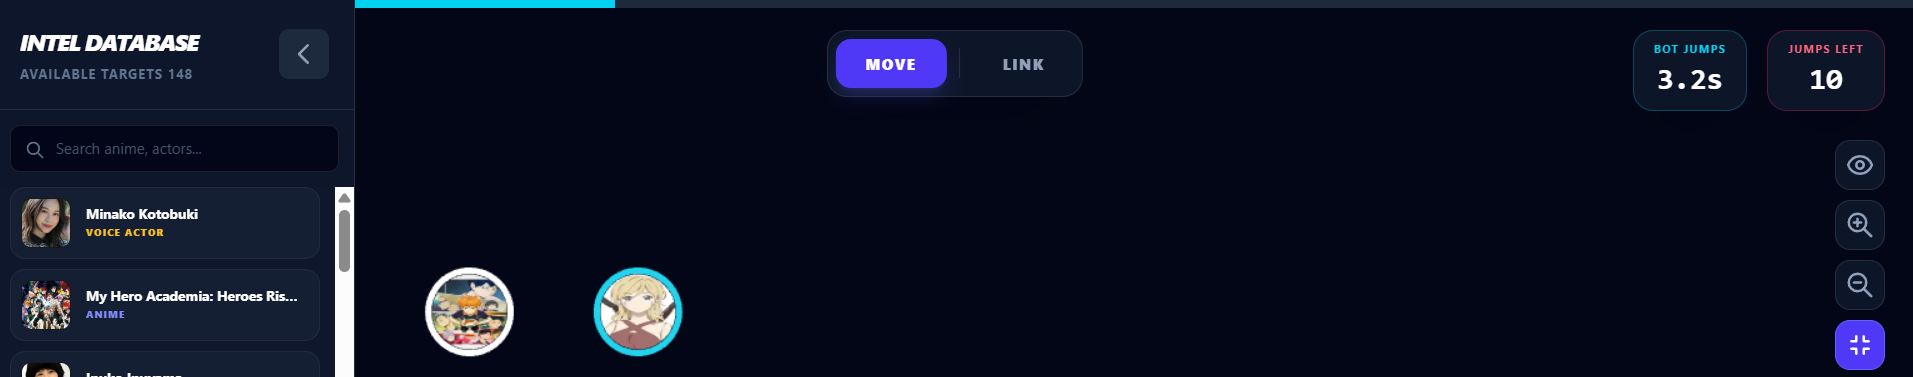 INTEL DATABASE
AVAILABLE TARGETS 148
Search anime, actors...
Minako Kotobuki
VOICE ACTOR
My Hero Academia: Heroes Ris...
ANIME
MOVE
LINK
BOT JUMPS
3.2s
JUMPS LEFT
10